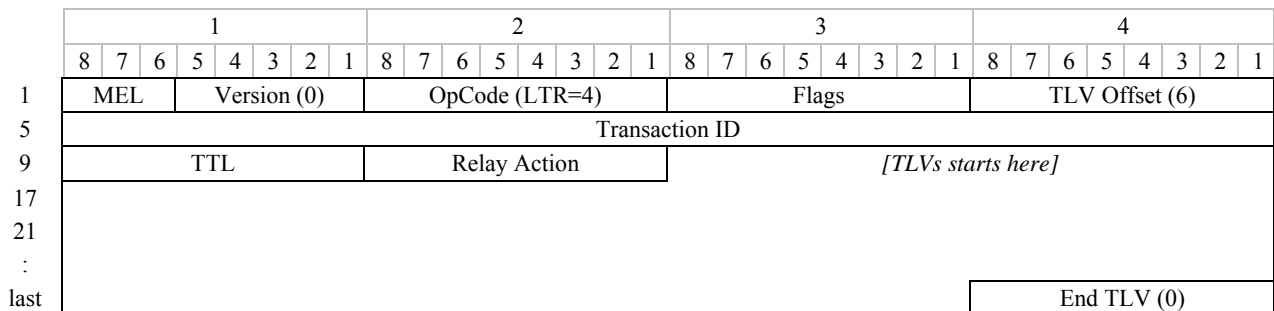 1 2 3 4
8 7 6 5 4 3 2 1 8 7 6 5 4 3 2 1 8 7 6 5 4 3 2 1 8 7 6 5 4 3 2 1
1 MEL Version (0) OpCode (LTR=4) Flags TLV Offset (6)
5 Transaction ID
9 TTL Relay Action [TLVs starts here]
17
21
:
last End TLV (0)